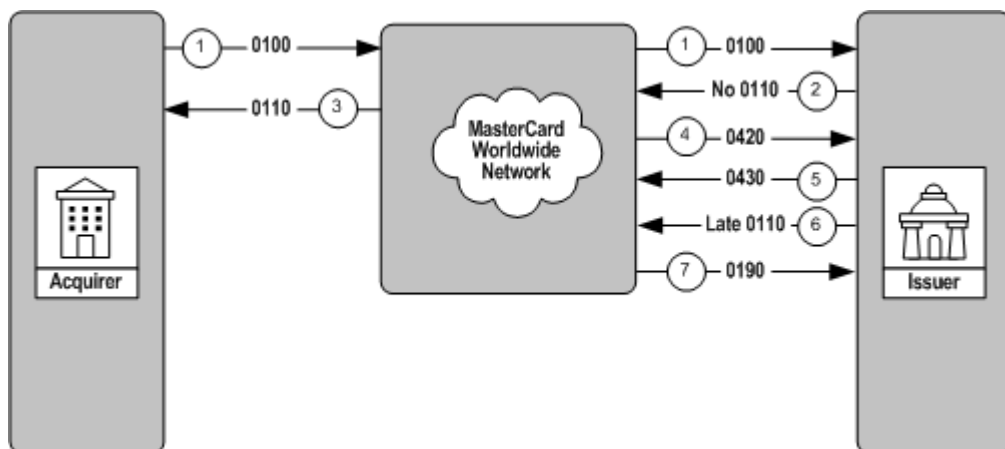 1 0100
1 0100
No 0110 2
0110 3
MasterCard
Worldwide
Network
4 0420
0430 5
Late 0110 6
7 0190
Acquirer
Issuer